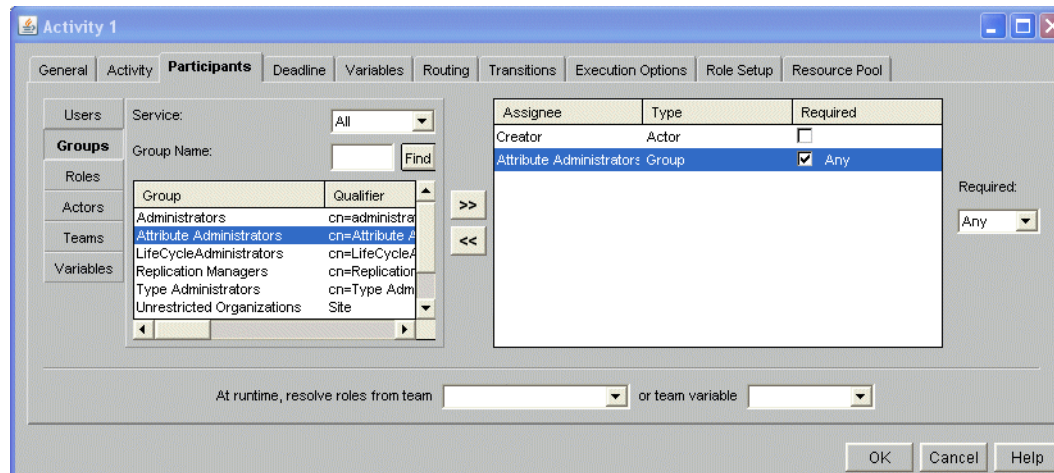 Activity 1
General Activity Participants Deadline Variables Routing Transitions Execution Options Role Setup Resource Pool
Users
Groups
Roles
Actors
Teams
Variables
Service: All
Group Name: Find
Group Qualifier
Administrators cn=administra
Attribute Administrators cn=Attribute A
LifeCycleAdministrators cn=LifeCycleA
Replication Managers cn=Replication
Type Administrators cn=Type Adm
Unrestricted Organizations Site
>>
<<
Assignee Type Required
Creator Actor
Attribute Administrators Group Any
Required:
Any
At runtime, resolve roles from team or team variable
OK Cancel Help